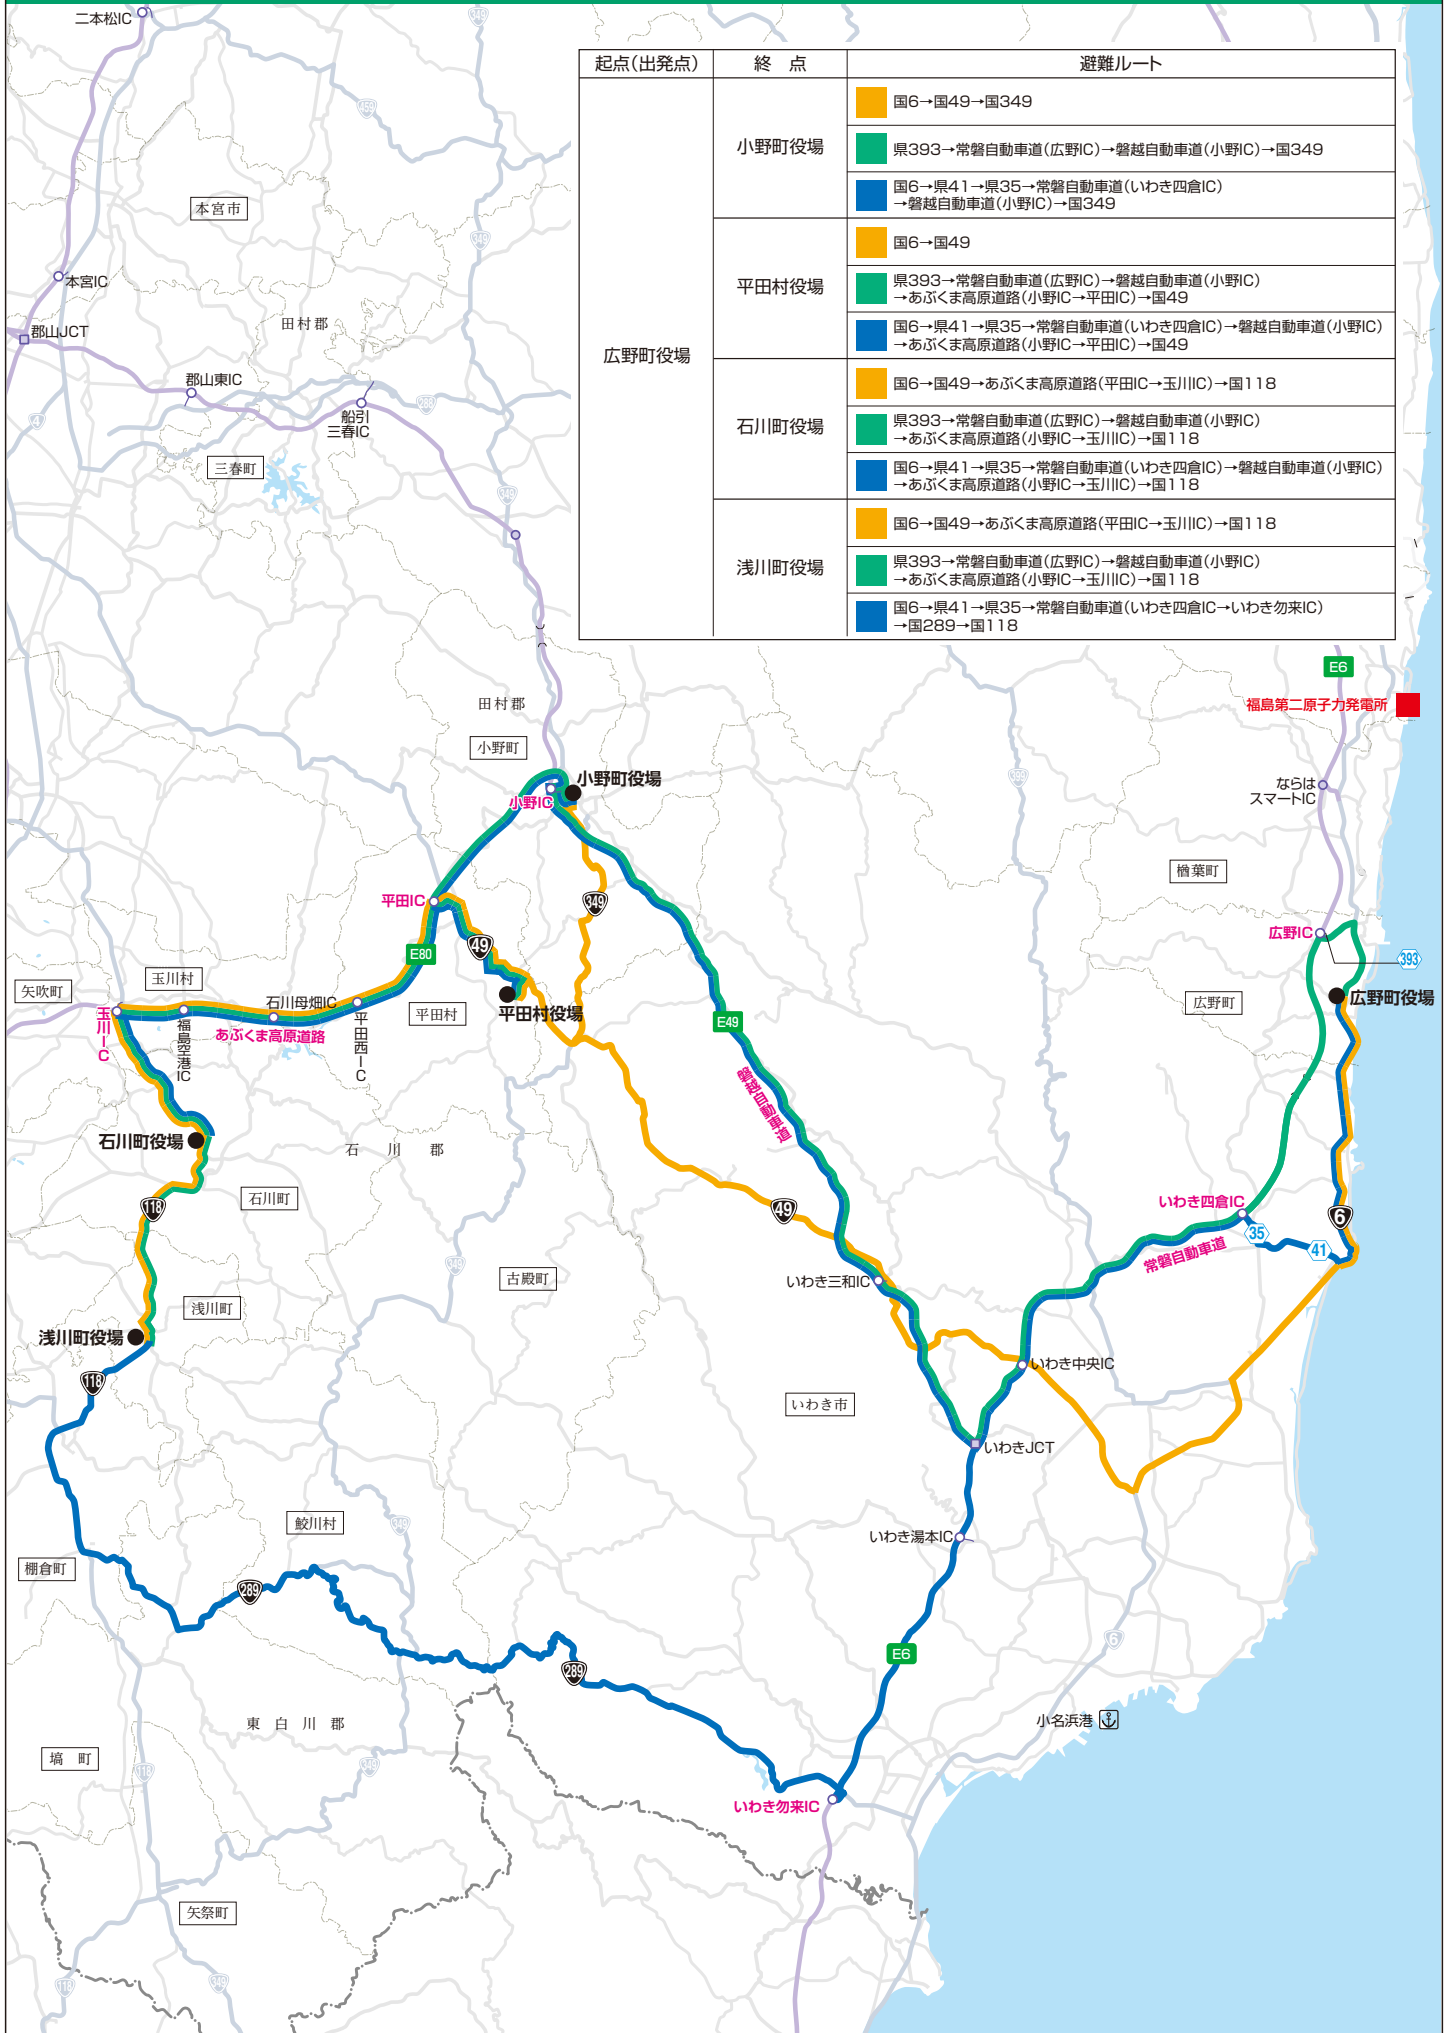 起点(出発点)
終　点
避難ルート
広野町役場
小野町役場
国6→国49→国349
県393→常磐自動車道(広野IC)→磐越自動車道(小野IC)→国349
国6→県41→県35→常磐自動車道(いわき四倉IC)
→磐越自動車道(小野IC)→国349
平田村役場
国6→国49
県393→常磐自動車道(広野IC)→磐越自動車道(小野IC)
→あぶくま高原道路(小野IC→平田IC)→国49
国6→県41→県35→常磐自動車道(いわき四倉IC)→磐越自動車道(小野IC)
→あぶくま高原道路(小野IC→平田IC)→国49
石川町役場
国6→国49→あぶくま高原道路(平田IC→玉川IC)→国118
県393→常磐自動車道(広野IC)→磐越自動車道(小野IC)
→あぶくま高原道路(小野IC→玉川IC)→国118
国6→県41→県35→常磐自動車道(いわき四倉IC)→磐越自動車道(小野IC)
→あぶくま高原道路(小野IC→玉川IC)→国118
浅川町役場
国6→国49→あぶくま高原道路(平田IC→玉川IC)→国118
県393→常磐自動車道(広野IC)→磐越自動車道(小野IC)
→あぶくま高原道路(小野IC→玉川IC)→国118
国6→県41→県35→常磐自動車道(いわき四倉IC→いわき勿来IC)
→国289→国118
二本松IC
349
459
本宮市
349
本宮IC
田村郡
郡山JCT
郡山東IC
4
288
船引
三春IC
三春町
349
E6
福島第二原子力発電所
田村郡
小野町
小野町役場
小野IC
399
ならは
スマートIC
楢葉町
平田IC
349
広野IC
49
E80
393
玉川村
矢吹町
石川母畑IC
平田村
平田村役場
広野町
広野町役場
玉川IC
福島空港IC
あぶくま高原道路
平田西IC
E49
磐越自動車道
石川町役場
石　川　郡
石川町
118
49
いわき四倉IC
6
35
41
常磐自動車道
349
古殿町
いわき三和IC
浅川町
浅川町役場
いわき中央IC
118
いわき市
いわきJCT
鮫川村
349
いわき湯本IC
棚倉町
289
6
E6
289
東　白　川　郡
小名浜港
塙　町
118
349
いわき勿来IC
矢祭町
118
349